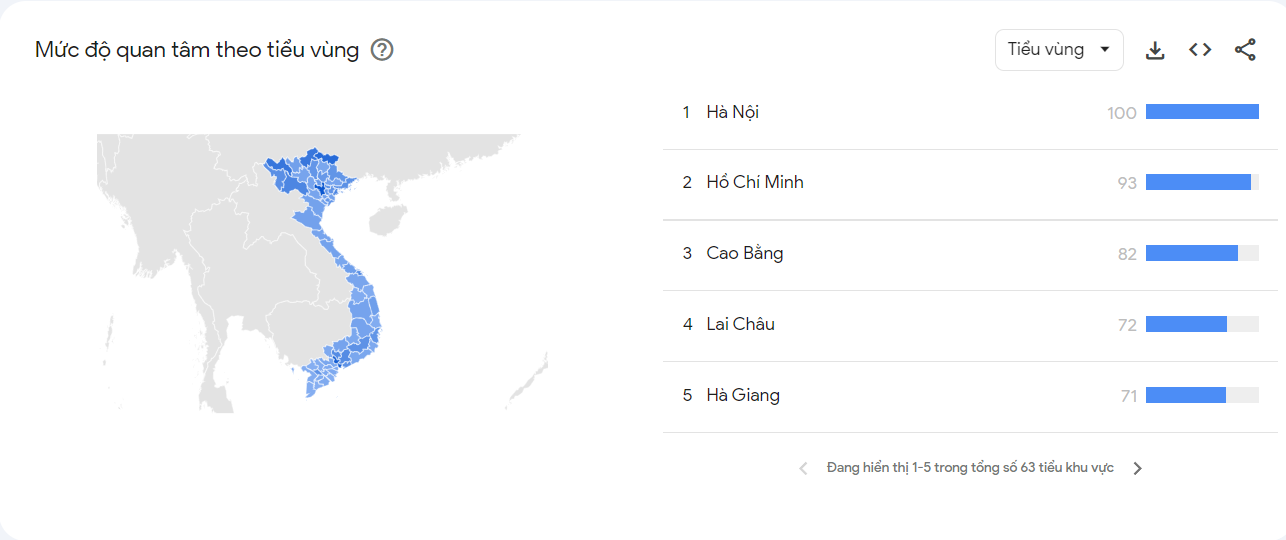 Mức độ quan tâm theo tiểu vùng
Tiểu vùng
1 Hà Nội 100
2 Hồ Chí Minh 93
3 Cao Bằng 82
4 Lai Châu 72
5 Hà Giang 71
Đang hiển thị 1-5 trong tổng số 63 tiểu khu vực